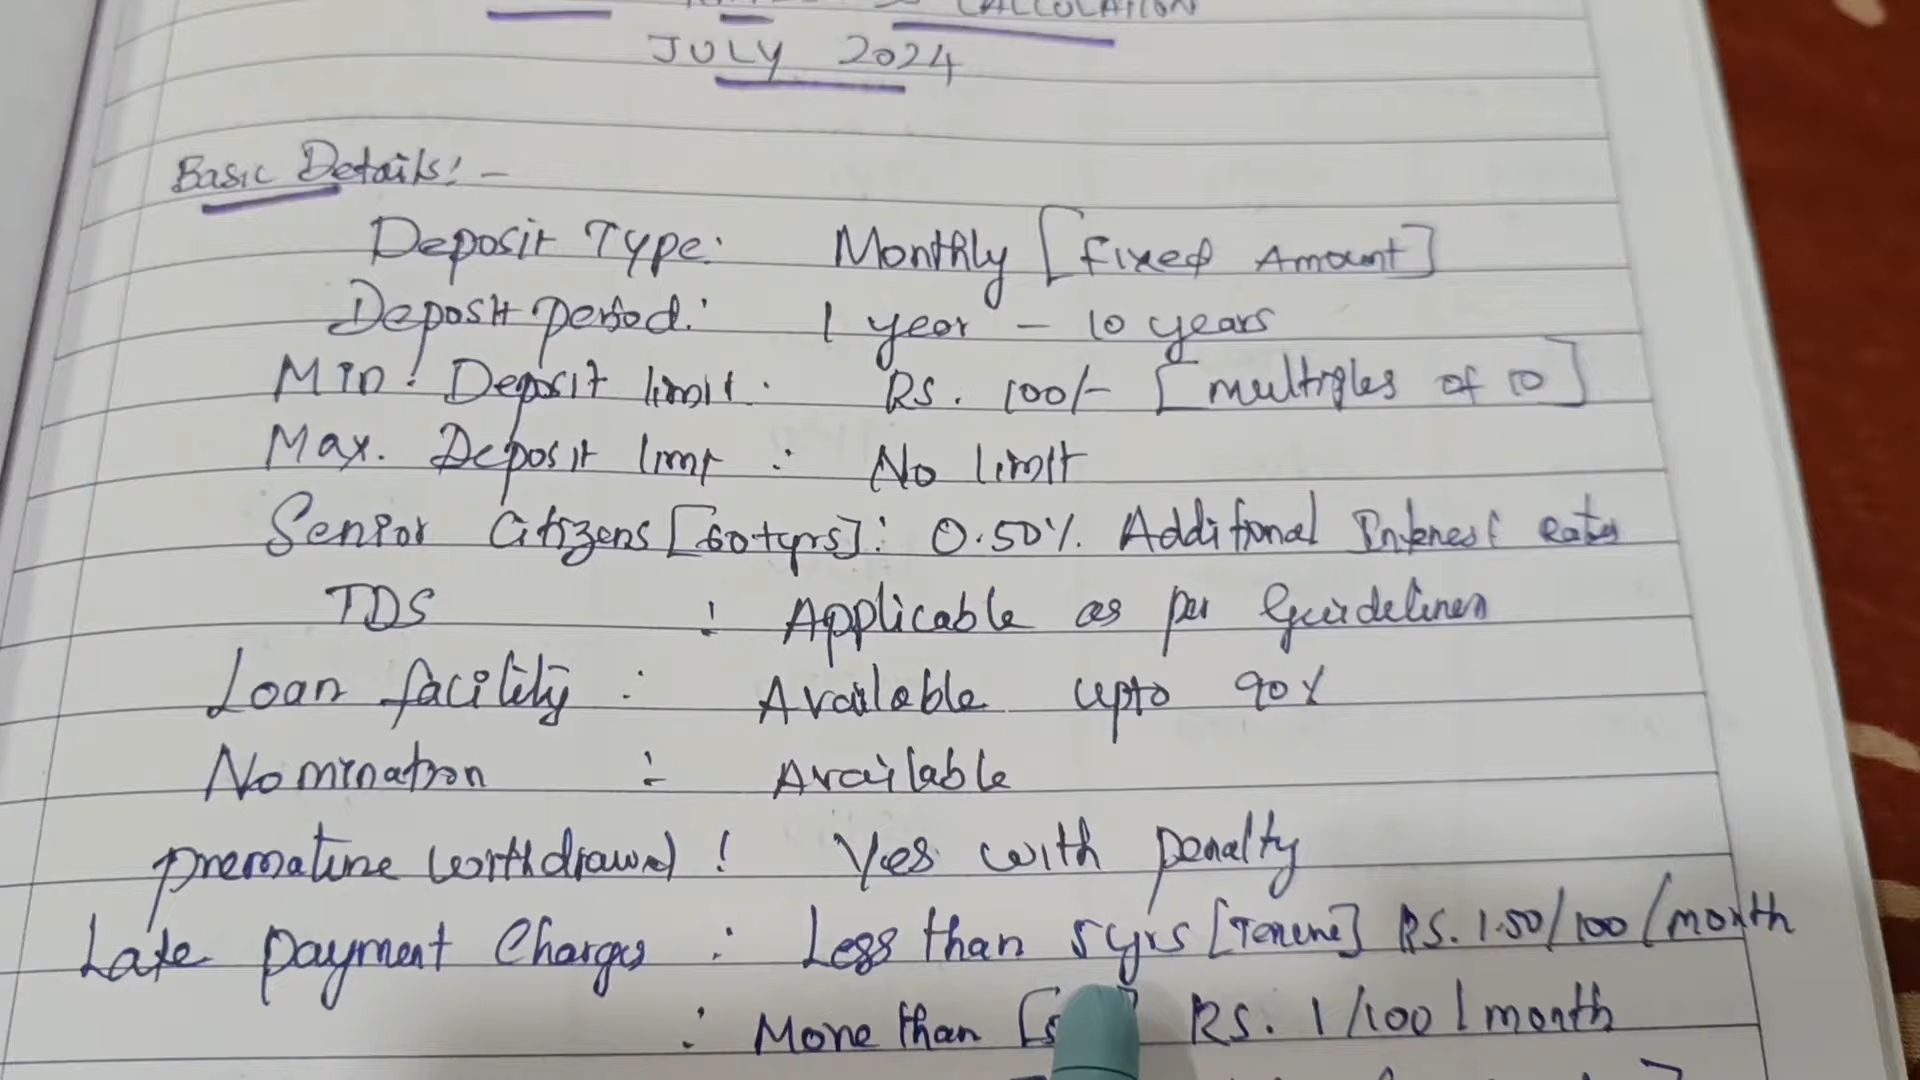 CALCULATION
JULY 2024
Basic Details:-
Deposit Type: Monthly [Fixed Amount]
Deposit period: 1 year - 10 years
Min: Deposit limit: Rs. 100/- [multiples of 10]
Max. Deposit limit : No limit
Senior Citizens [60+yrs]: 0.50% Additional Interest Rates
TDS : Applicable as per Guidelines
Loan facility : Available upto 90%
Nomination :- Available
premature withdrawal : Yes with penalty
Late payment Charges : Less than 5yrs [Tenure] RS. 1.50/100/month
: More than RS. 1/100/month